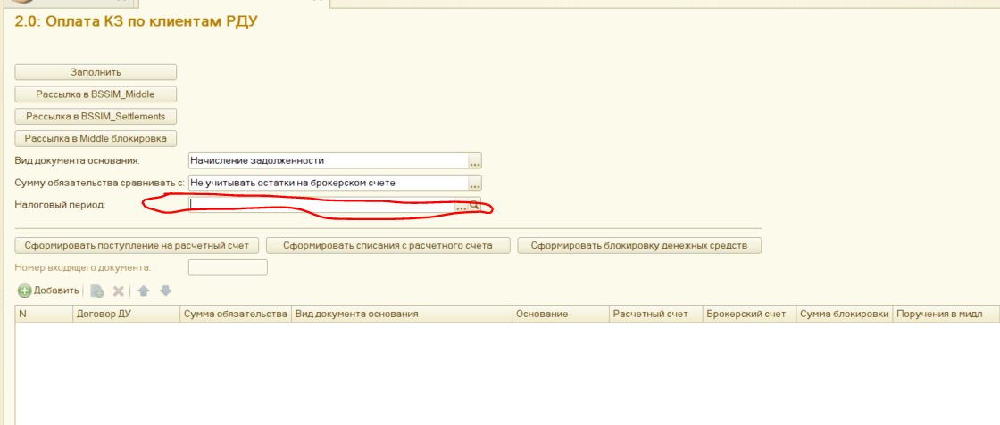 2.0: Оплата КЗ по клиентам РДУ
Заполнить
Рассылка в BSSIM_Middle
Рассылка в BSSIM_Settlements
Рассылка в Middle блокировка
Вид документа основания: Начисление задолженности ...
Сумму обязательства сравнивать с: Не учитывать остатки на брокерском счете ...
Налоговый период: ...
Сформировать поступление на расчетный счет Сформировать списания с расчетного счета Сформировать блокировку денежных средств
Номер входящего документа:
Добавить
N Договор ДУ Сумма обязательства Вид документа основания Основание Расчетный счет Брокерский счет Сумма блокировки Поручения в мидл